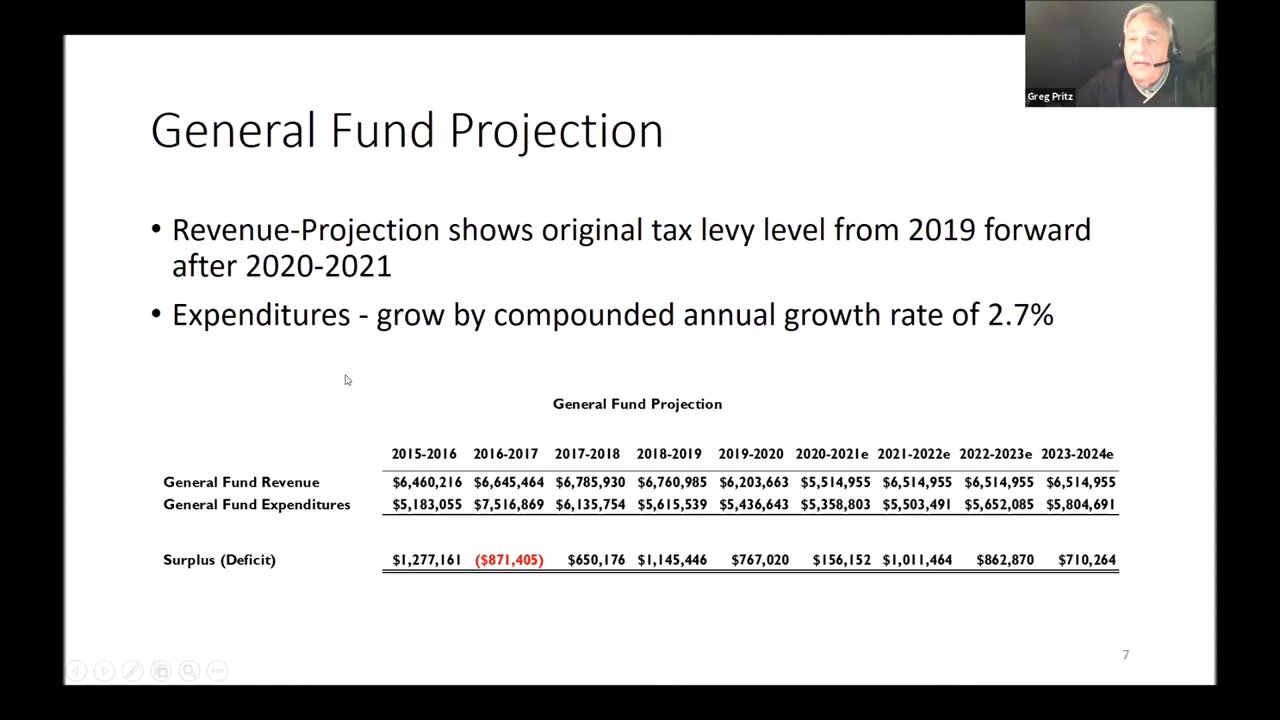 Greg Pritz
General Fund Projection
• Revenue-Projection shows original tax levy level from 2019 forward
after 2020-2021
• Expenditures - grow by compounded annual growth rate of 2.7%
General Fund Projection
2015-2016 2016-2017 2017-2018 2018-2019 2019-2020 2020-2021e 2021-2022e 2022-2023e 2023-2024e
General Fund Revenue $6,460,216 $6,645,464 $6,785,930 $6,760,985 $6,203,663 $5,514,955 $6,514,955 $6,514,955 $6,514,955
General Fund Expenditures $5,183,055 $7,516,869 $6,135,754 $5,615,539 $5,436,643 $5,358,803 $5,503,491 $5,652,085 $5,804,691
Surplus (Deficit) $1,277,161 ($871,405) $650,176 $1,145,446 $767,020 $156,152 $1,011,464 $862,870 $710,264
7